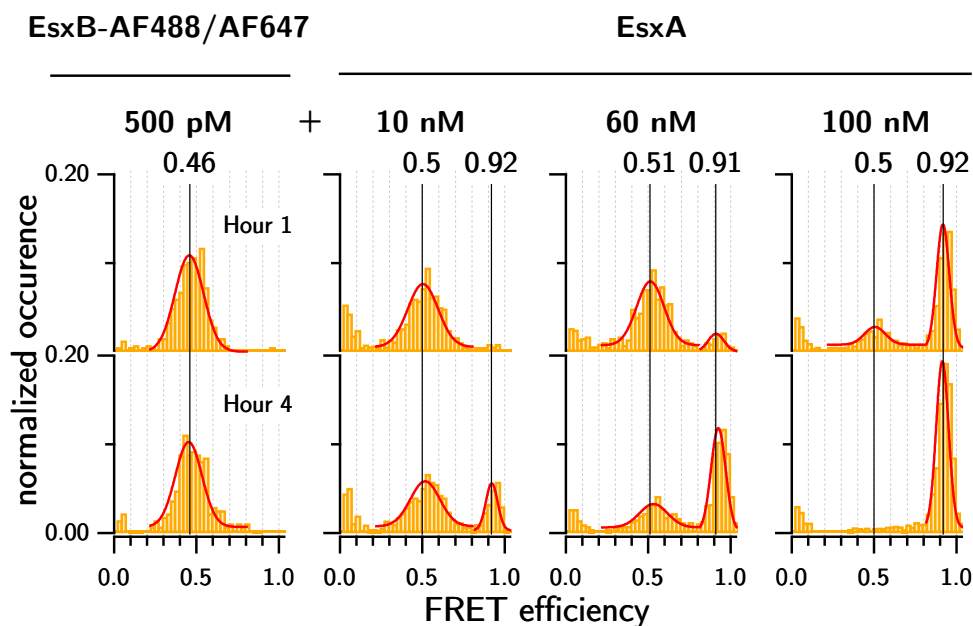 EsxB-AF488/AF647 EsxA
500 pM + 10 nM 60 nM 100 nM
0.46 0.5 0.92 0.51 0.91 0.5 0.92
0.20
Hour 1
0.20
Hour 4
0.00
normalized occurence
0.0 0.5 1.0 0.0 0.5 1.0 0.0 0.5 1.0 0.0 0.5 1.0
FRET efficiency